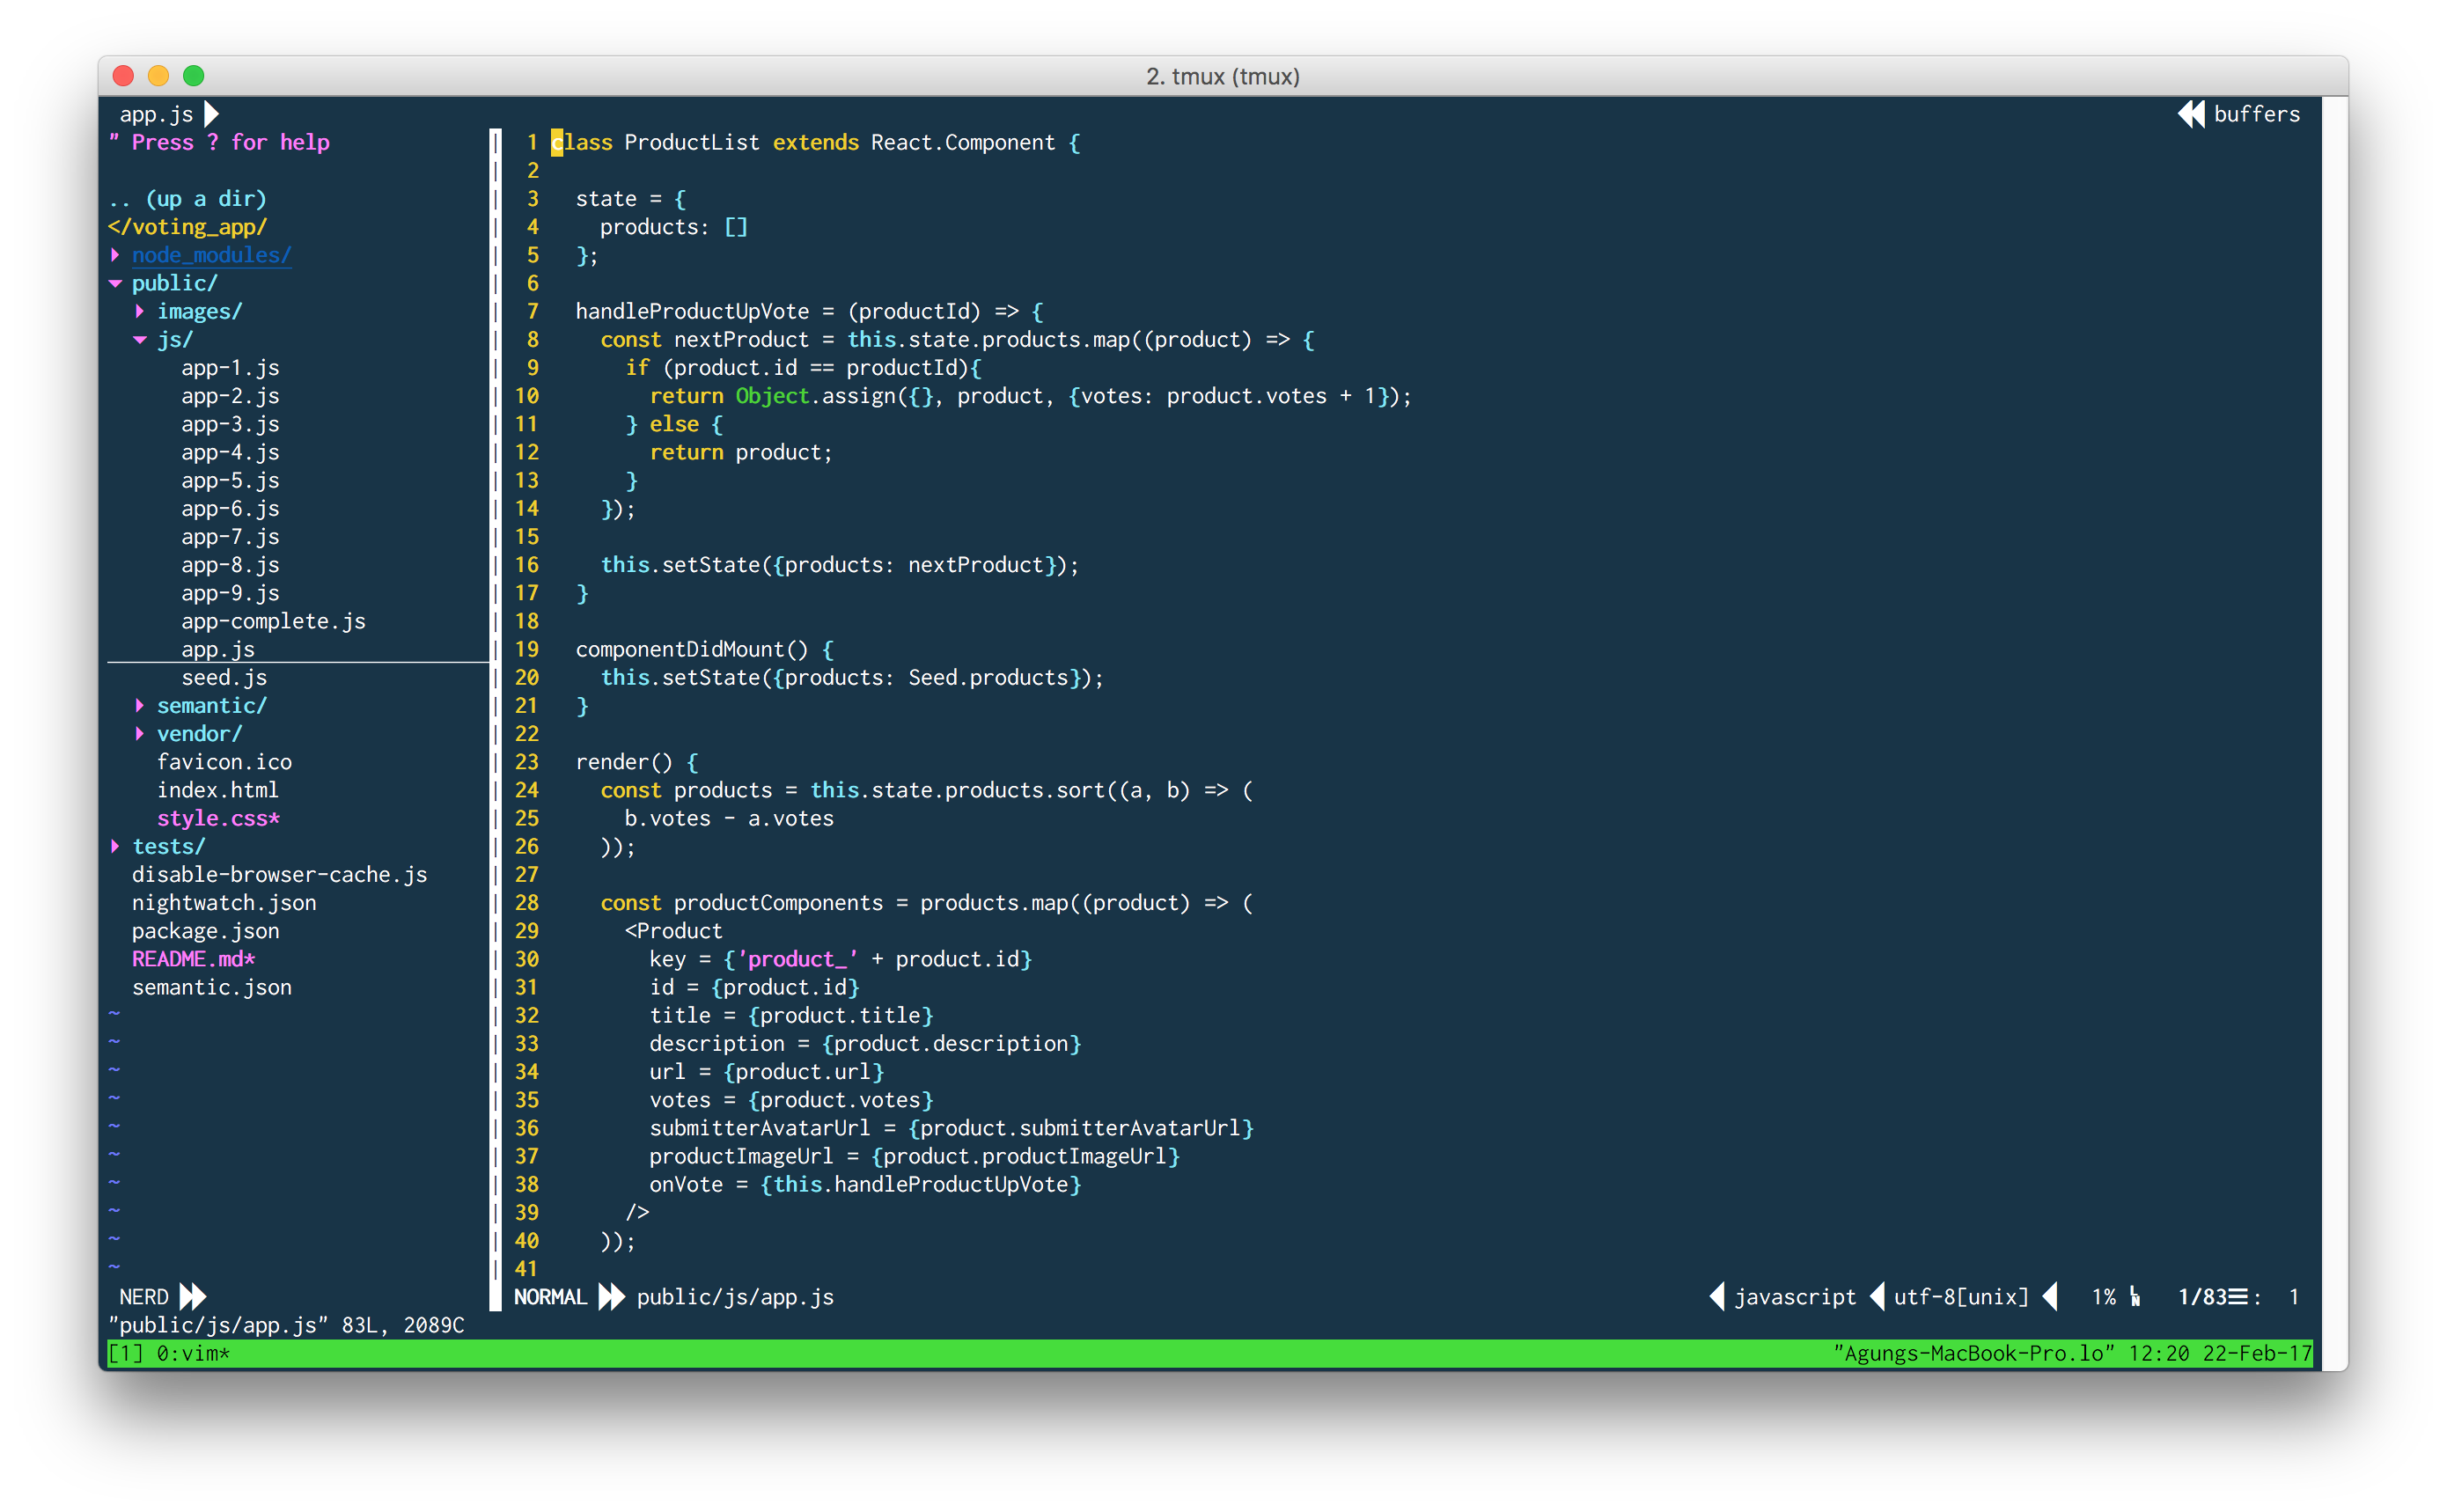 2. tmux (tmux)
app.js
buffers
" Press ? for help
.. (up a dir)
</voting_app/
node_modules/
public/
images/
js/
app-1.js
app-2.js
app-3.js
app-4.js
app-5.js
app-6.js
app-7.js
app-8.js
app-9.js
app-complete.js
app.js
seed.js
semantic/
vendor/
favicon.ico
index.html
style.css*
tests/
disable-browser-cache.js
nightwatch.json
package.json
README.md*
semantic.json
~
~
~
~
~
~
~
~
~
~
NERD
1 class ProductList extends React.Component {
2
3   state = {
4     products: []
5   };
6
7   handleProductUpVote = (productId) => {
8     const nextProduct = this.state.products.map((product) => {
9       if (product.id == productId){
10         return Object.assign({}, product, {votes: product.votes + 1});
11       } else {
12         return product;
13       }
14     });
15
16     this.setState({products: nextProduct});
17   }
18
19   componentDidMount() {
20     this.setState({products: Seed.products});
21   }
22
23   render() {
24     const products = this.state.products.sort((a, b) => (
25       b.votes - a.votes
26     ));
27
28     const productComponents = products.map((product) => (
29       <Product
30         key = {'product_' + product.id}
31         id = {product.id}
32         title = {product.title}
33         description = {product.description}
34         url = {product.url}
35         votes = {product.votes}
36         submitterAvatarUrl = {product.submitterAvatarUrl}
37         productImageUrl = {product.productImageUrl}
38         onVote = {this.handleProductUpVote}
39       />
40     ));
41
NORMAL public/js/app.js javascript utf-8[unix] 1% LN 1/83☰: 1
"public/js/app.js" 83L, 2089C
[1] 0:vim* "Agungs-MacBook-Pro.lo" 12:20 22-Feb-17